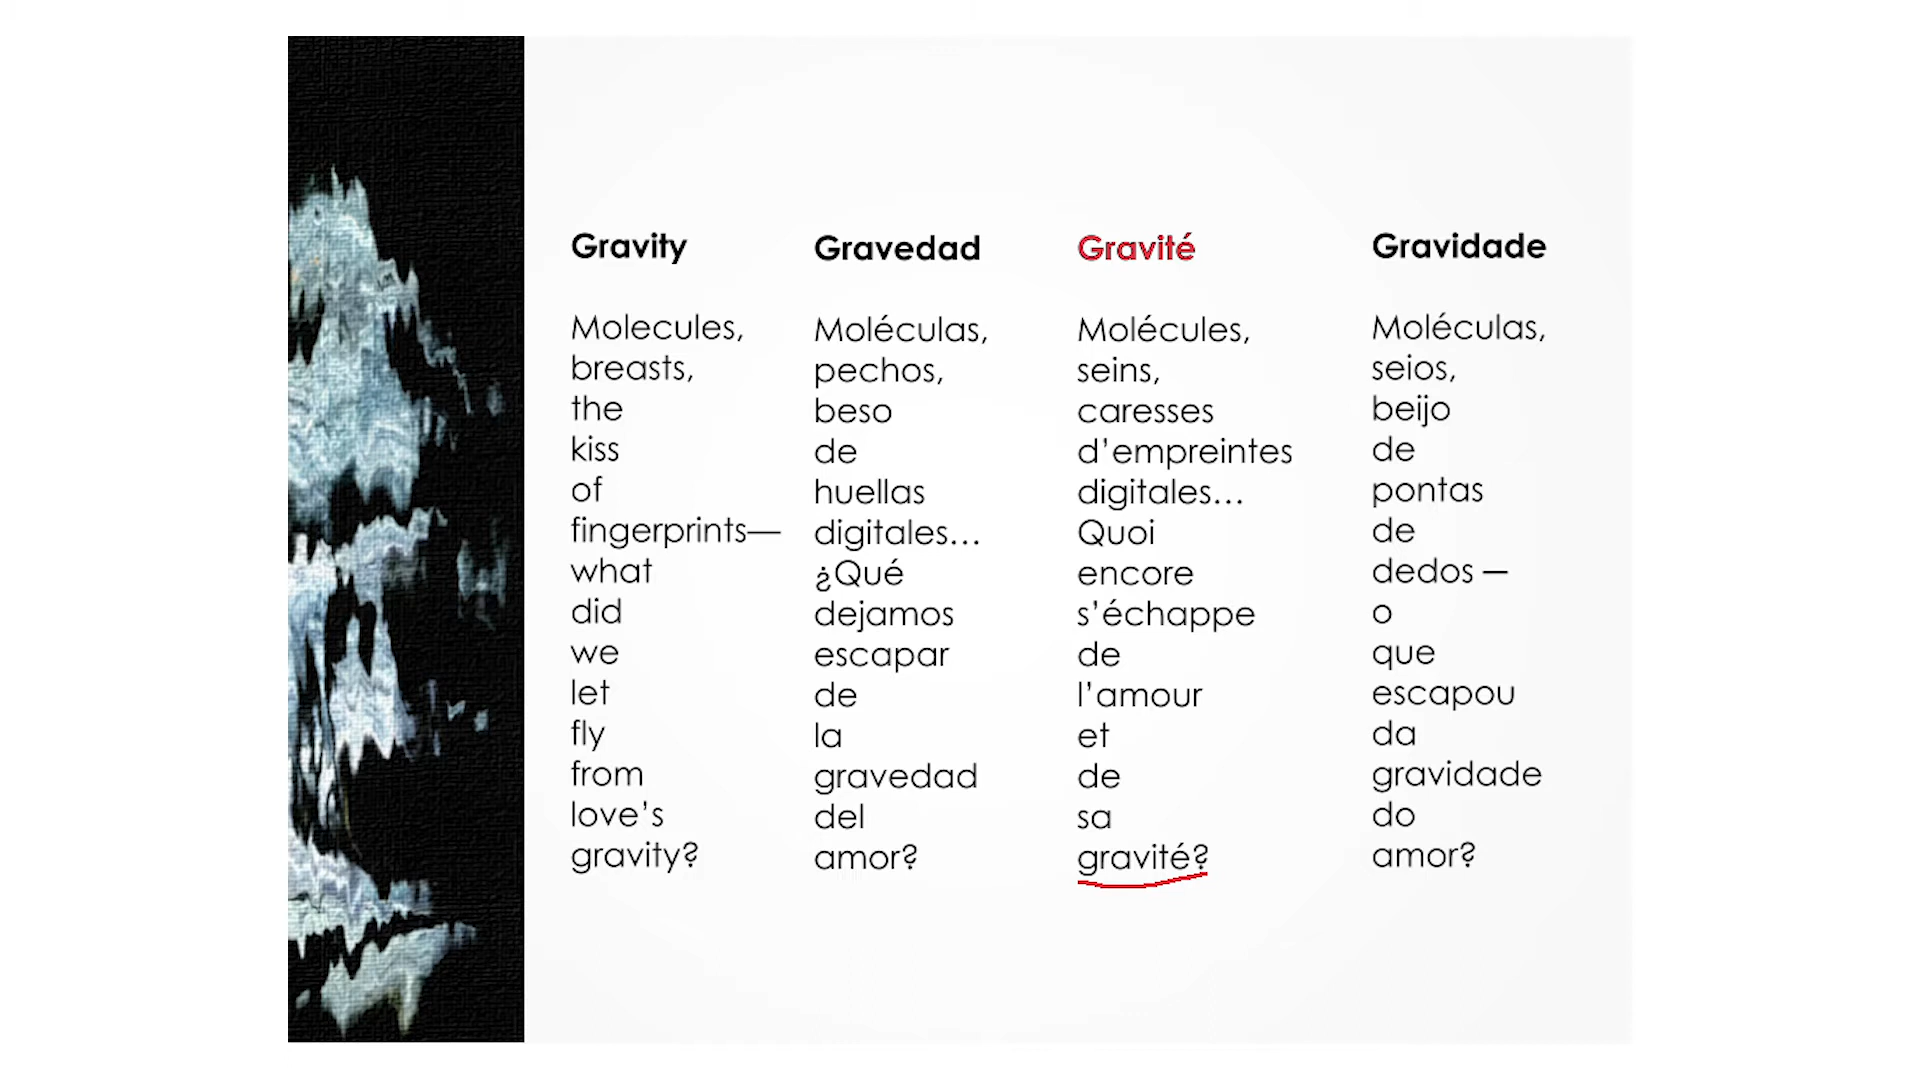 Gravity
Molecules,
breasts,
the
kiss
of
fingerprints—
what
did
we
let
fly
from
love's
gravity?
Gravedad
Moléculas,
pechos,
beso
de
huellas
digitales...
¿Qué
dejamos
escapar
de
la
gravedad
del
amor?
Gravité
Molécules,
seins,
caresses
d'empreintes
digitales...
Quoi
encore
s'échappe
de
l'amour
et
de
sa
gravité?
Gravidade
Moléculas,
seios,
beijo
de
pontas
de
dedos —
o
que
escapou
da
gravidade
do
amor?